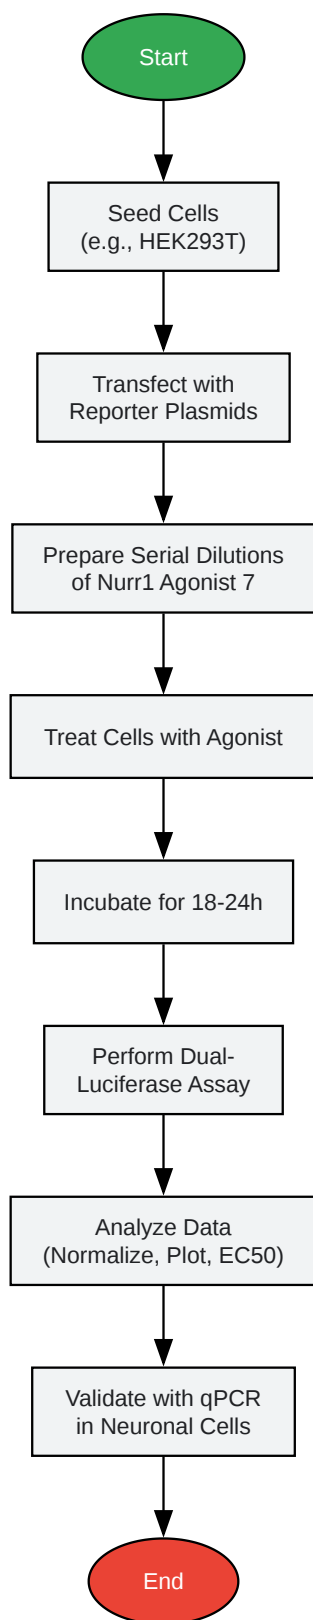 Start
Seed Cells
(e.g., HEK293T)
Transfect with
Reporter Plasmids
Prepare Serial Dilutions
of Nurr1 Agonist 7
Treat Cells with Agonist
Incubate for 18-24h
Perform Dual-
Luciferase Assay
Analyze Data
(Normalize, Plot, EC50)
Validate with qPCR
in Neuronal Cells
End